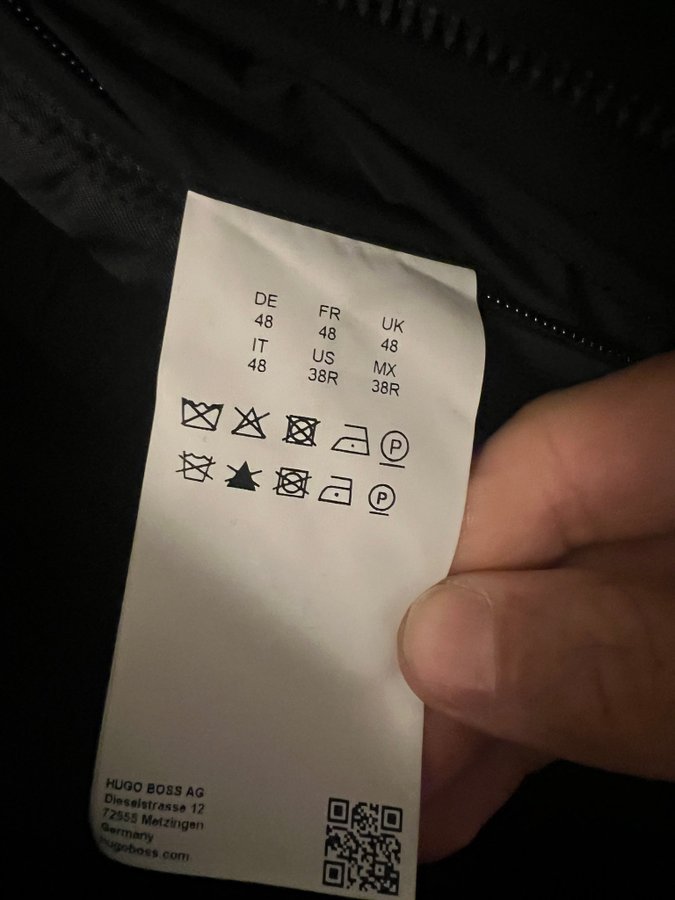 DE FR UK
48 48 48
IT US MX
48 38R 38R
P
P
HUGO BOSS AG
Dieselstrasse 12
72555 Metzingen
Germany
hugoboss.com